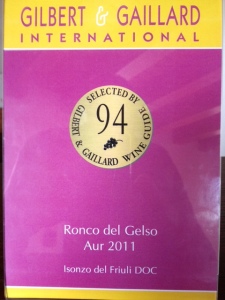 GILBERT & GAILLARD
INTERNATIONAL
SELECTED BY
94
GILBERT & GAILLARD WINE GUIDE
Ronco del Gelso
Aur 2011
Isonzo del Friuli DOC